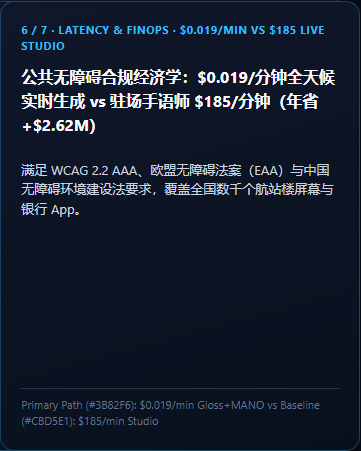 6 / 7 · LATENCY & FINOPS · $0.019/MIN VS $185 LIVE
STUDIO
公共无障碍合规经济学：$0.019/分钟全天候
实时生成 vs 驻场手语师 $185/分钟（年省
+$2.62M）
满足 WCAG 2.2 AAA、欧盟无障碍法案（EAA）与中国
无障碍环境建设法要求，覆盖全国数千个航站楼屏幕与
银行 App。
Primary Path (#3B82F6): $0.019/min Gloss+MANO vs Baseline
(#CBD5E1): $185/min Studio